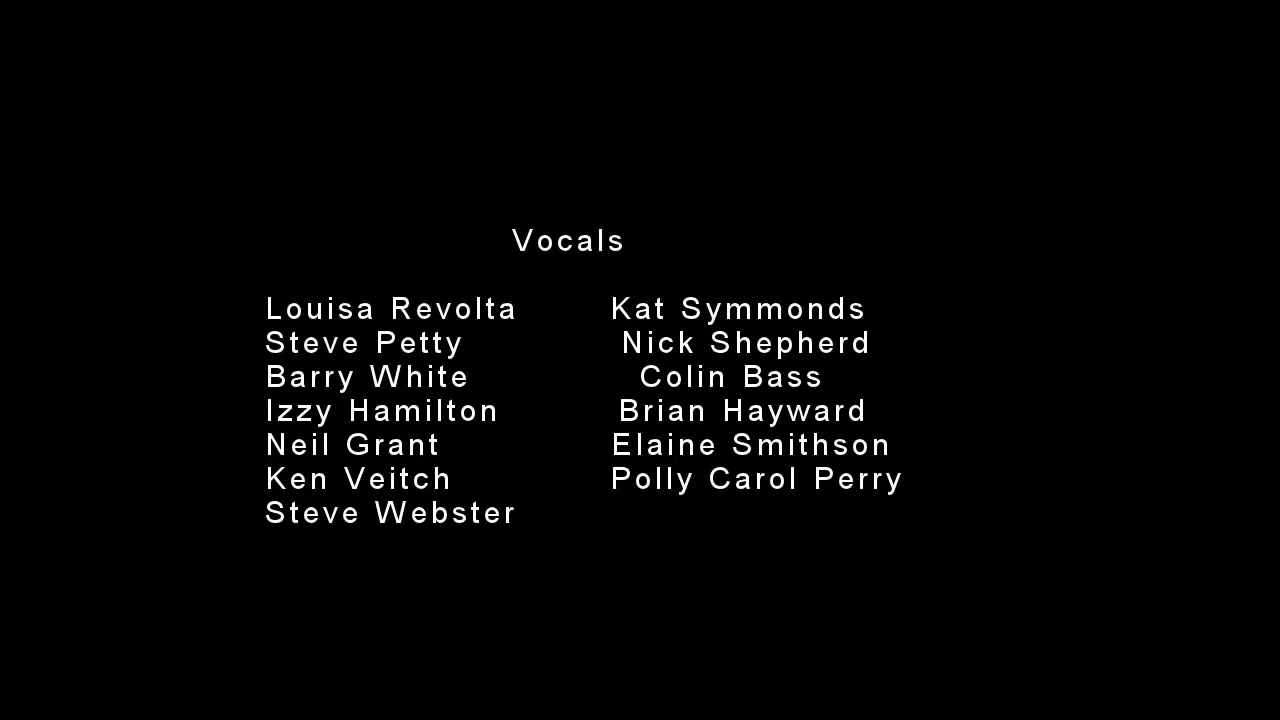 Vocals
Louisa Revolta Kat Symmonds
Steve Petty Nick Shepherd
Barry White Colin Bass
Izzy Hamilton Brian Hayward
Neil Grant Elaine Smithson
Ken Veitch Polly Carol Perry
Steve Webster